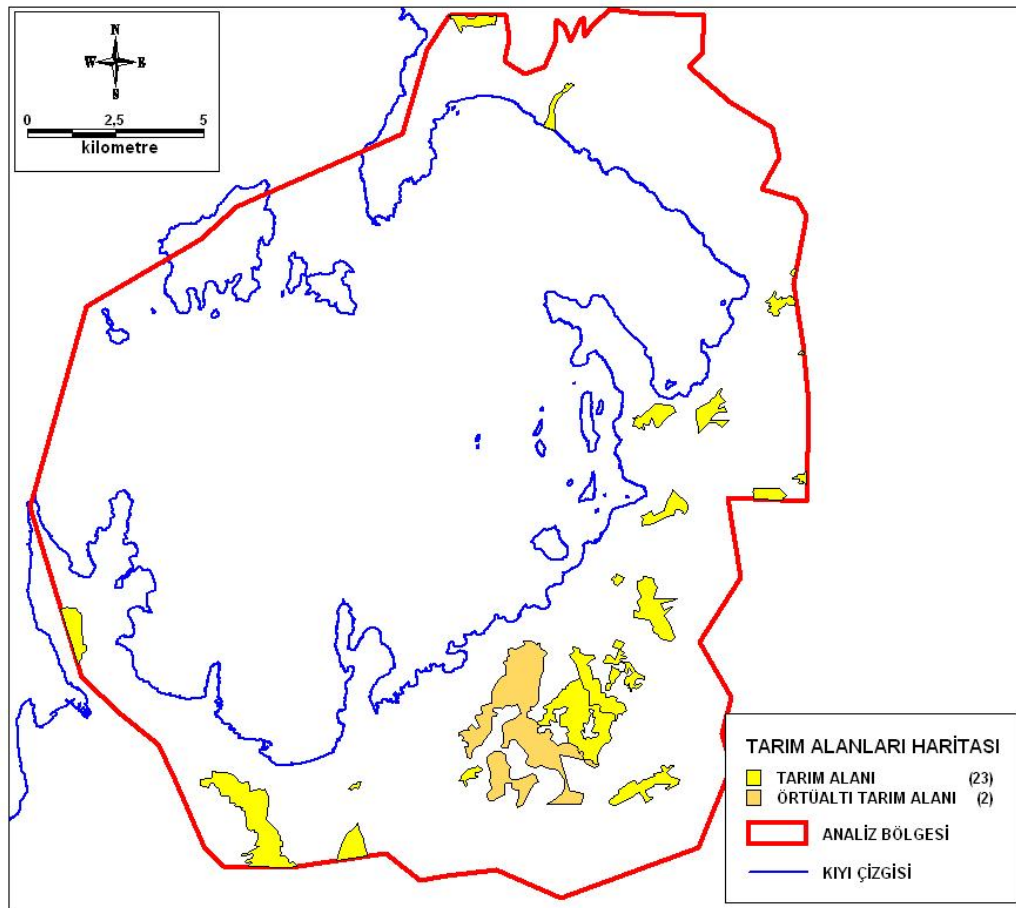 N
W E
S
0 2,5 5
kilometre
TARIM ALANLARI HARİTASI
TARIM ALANI (23)
ÖRTÜALTI TARIM ALANI (2)
ANALİZ BÖLGESİ
KIYI ÇİZGİSİ